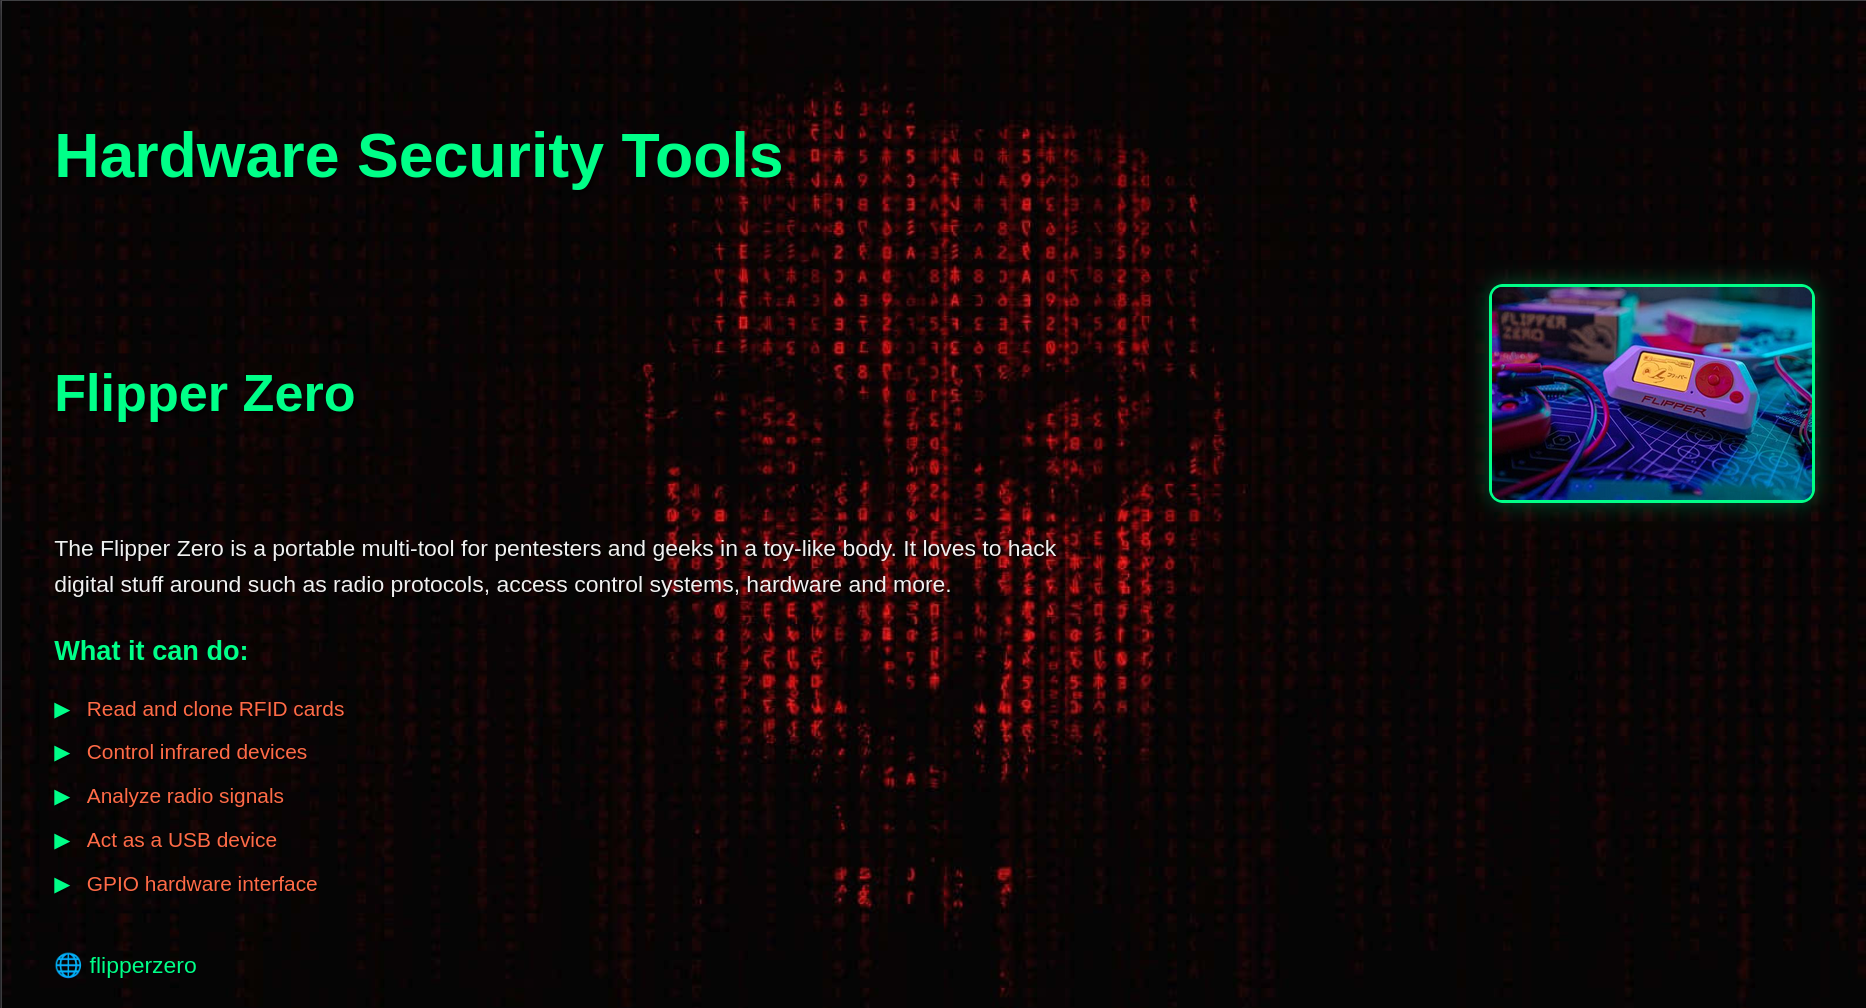 Hardware Security Tools
Flipper Zero
FLIPPER
ZERO
FLIPPER
The Flipper Zero is a portable multi-tool for pentesters and geeks in a toy-like body. It loves to hack
digital stuff around such as radio protocols, access control systems, hardware and more.
What it can do:
▶ Read and clone RFID cards
▶ Control infrared devices
▶ Analyze radio signals
▶ Act as a USB device
▶ GPIO hardware interface
🌐 flipperzero